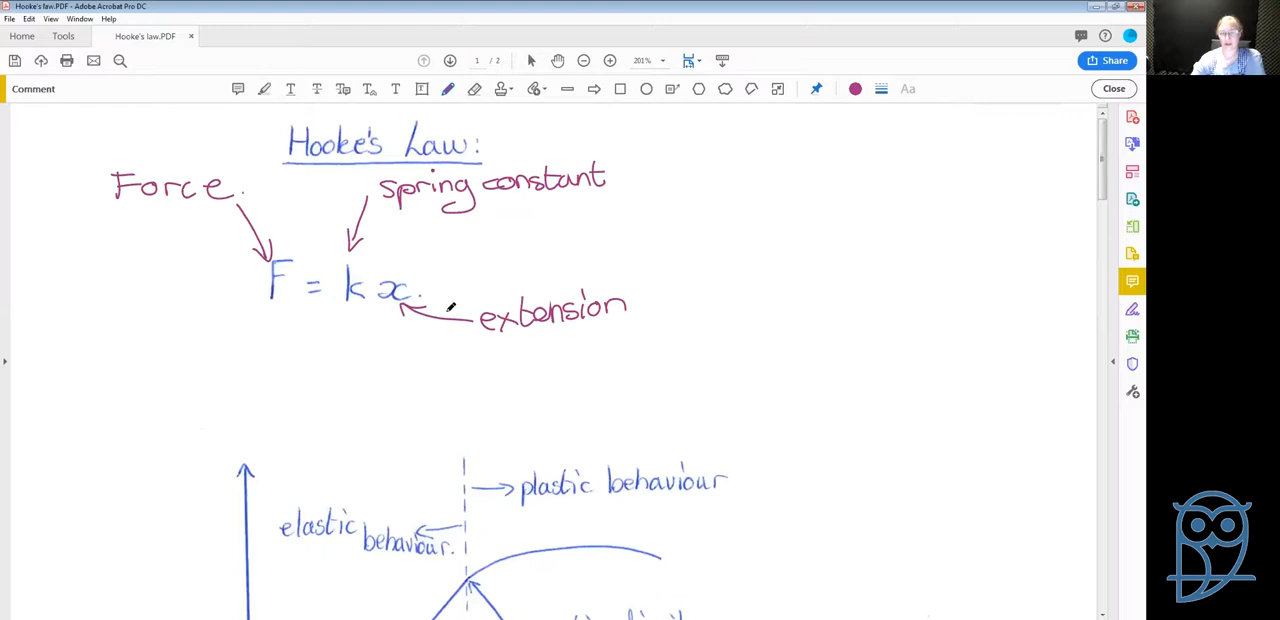 Hooke's law.PDF - Adobe Acrobat Pro DC
File Edit View Window Help
Home Tools Hooke's law.PDF ×
1 / 2 201%
Share
Comment
Close
Hooke's Law:
Force.
spring constant
F = k x.
extension
plastic behaviour
elastic
behaviour.